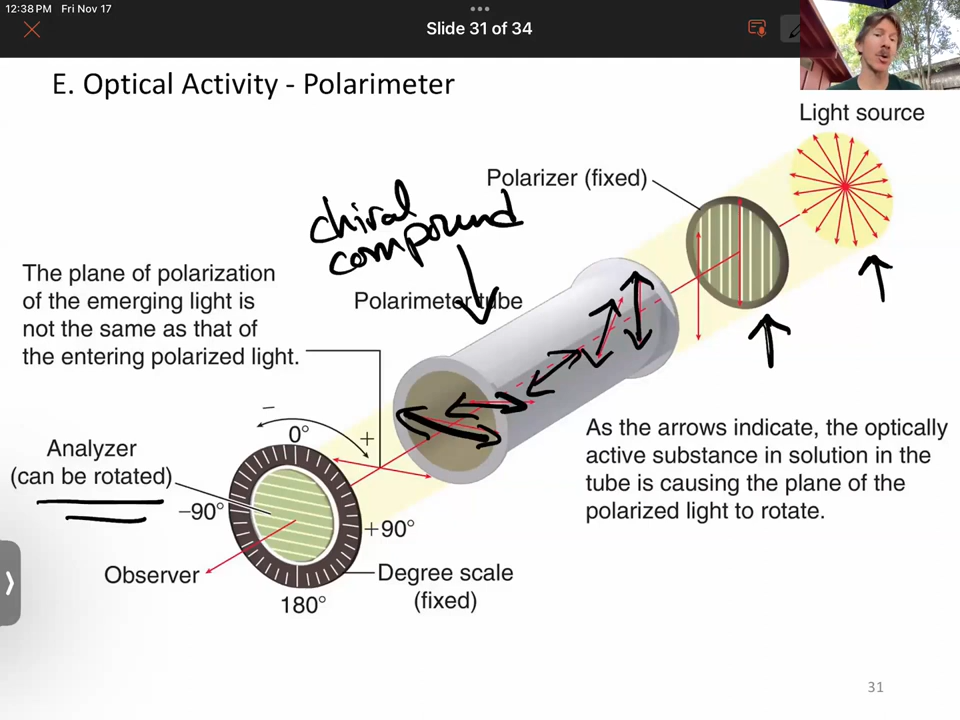 12:38 PM Fri Nov 17
Slide 31 of 34
E. Optical Activity - Polarimeter
Light source
Polarizer (fixed)
chiral
compound
Polarimeter tube
The plane of polarization
of the emerging light is
not the same as that of
the entering polarized light.
−
0°
+
Analyzer
(can be rotated)
−90°
+90°
As the arrows indicate, the optically
active substance in solution in the
tube is causing the plane of the
polarized light to rotate.
Observer
Degree scale
(fixed)
180°
31